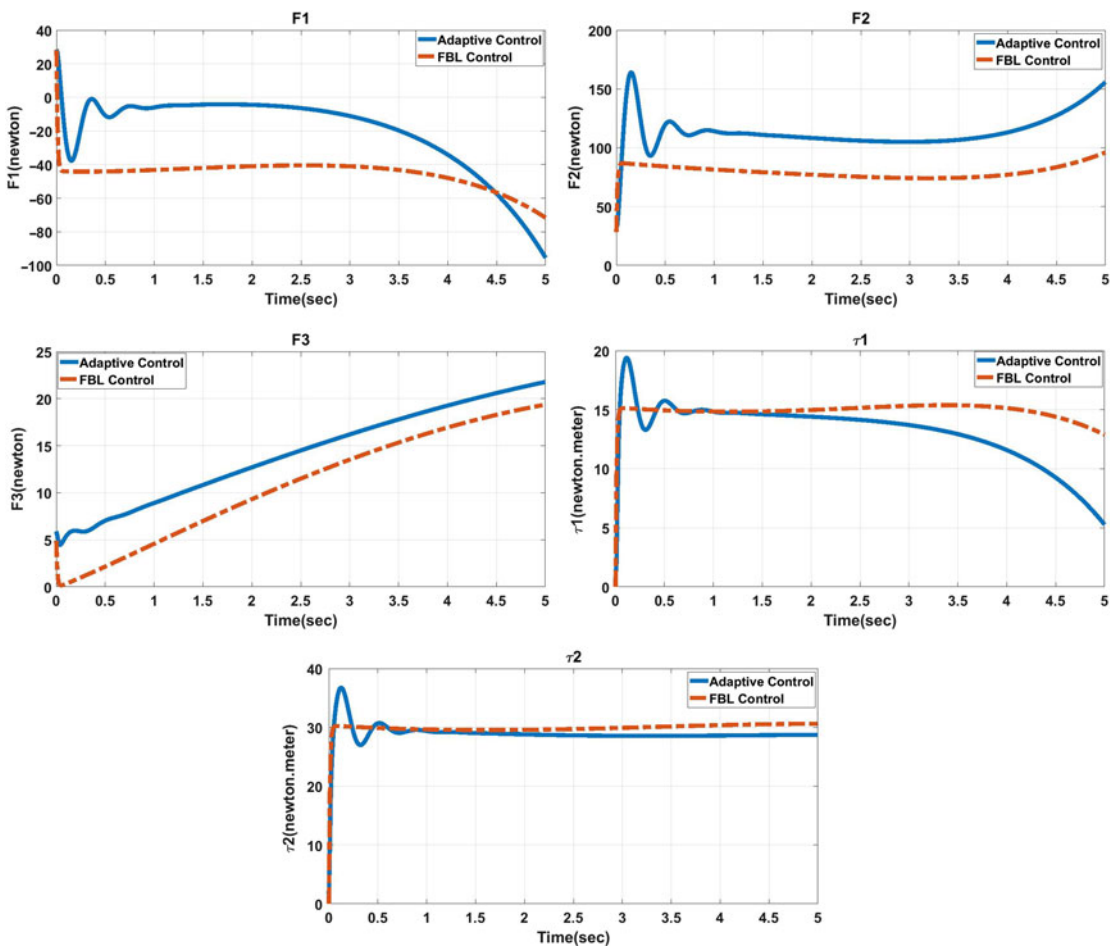 F1
F1(newton)
40
20
0
−20
−40
−60
−80
−100
Adaptive Control
FBL Control
0 0.5 1 1.5 2 2.5 3 3.5 4 4.5 5
Time(sec)
F2
F2(newton)
200
150
100
50
0
Adaptive Control
FBL Control
0 0.5 1 1.5 2 2.5 3 3.5 4 4.5 5
Time(sec)
F3
F3(newton)
25
20
15
10
5
0
Adaptive Control
FBL Control
0 0.5 1 1.5 2 2.5 3 3.5 4 4.5 5
Time(sec)
τ1
τ1(newton.meter)
20
15
10
5
0
Adaptive Control
FBL Control
0 0.5 1 1.5 2 2.5 3 3.5 4 4.5 5
Time(sec)
τ2
τ2(newton.meter)
40
30
20
10
0
Adaptive Control
FBL Control
0 0.5 1 1.5 2 2.5 3 3.5 4 4.5 5
Time(sec)